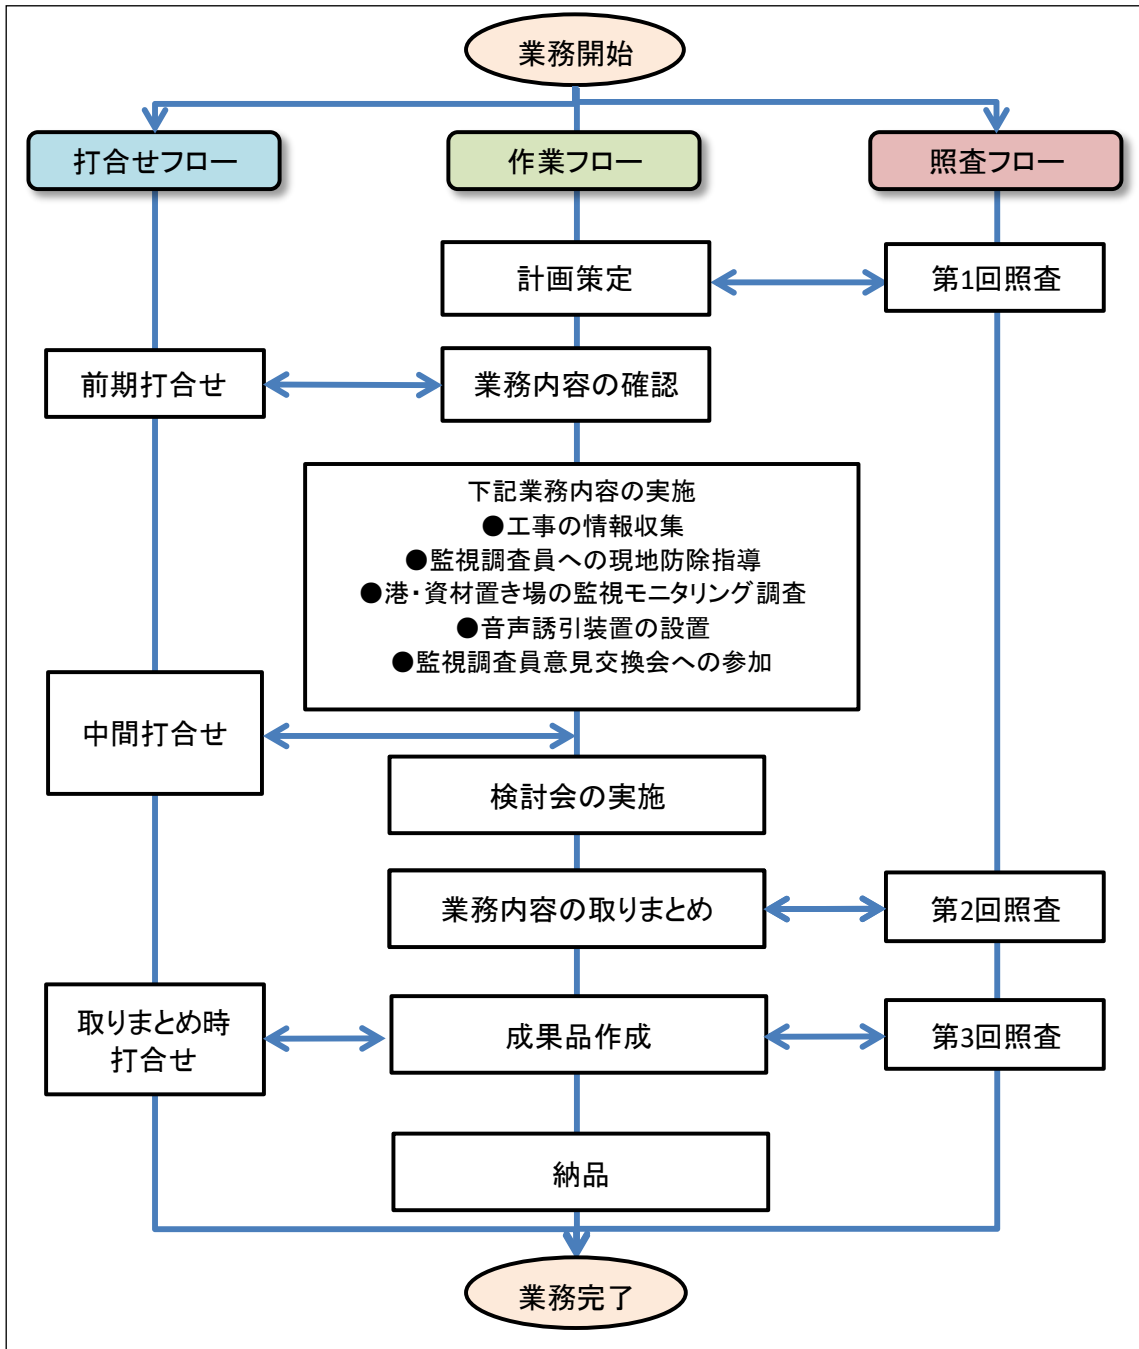 業務開始
打合せフロー
作業フロー
照査フロー
計画策定
第1回照査
前期打合せ
業務内容の確認
下記業務内容の実施
●工事の情報収集
●監視調査員への現地防除指導
●港・資材置き場の監視モニタリング調査
●音声誘引装置の設置
●監視調査員意見交換会への参加
中間打合せ
検討会の実施
業務内容の取りまとめ
第2回照査
取りまとめ時
打合せ
成果品作成
第3回照査
納品
業務完了